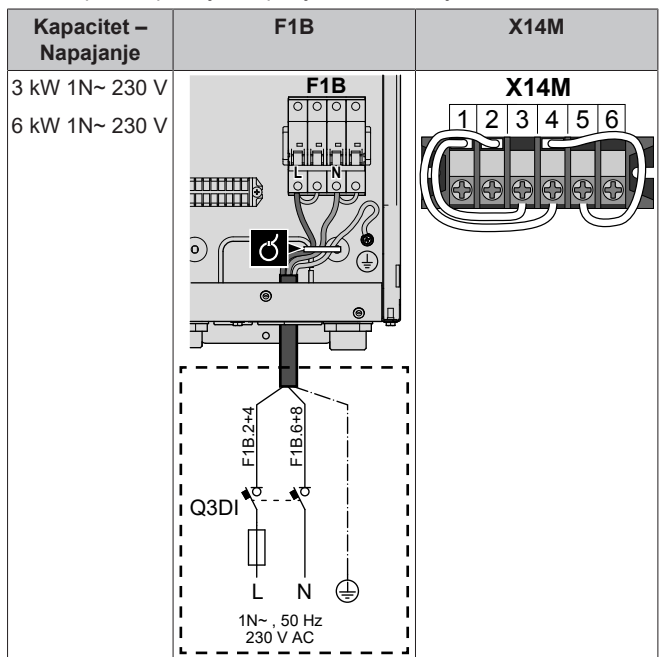 Kapacitet –
Napajanje
F1B
X14M
3 kW 1N~ 230 V
6 kW 1N~ 230 V
F1B
L
N
X14M
1 2 3 4 5 6
F1B.2+4
F1B.6+8
Q3DI
L
N
1N~ , 50 Hz
230 V AC